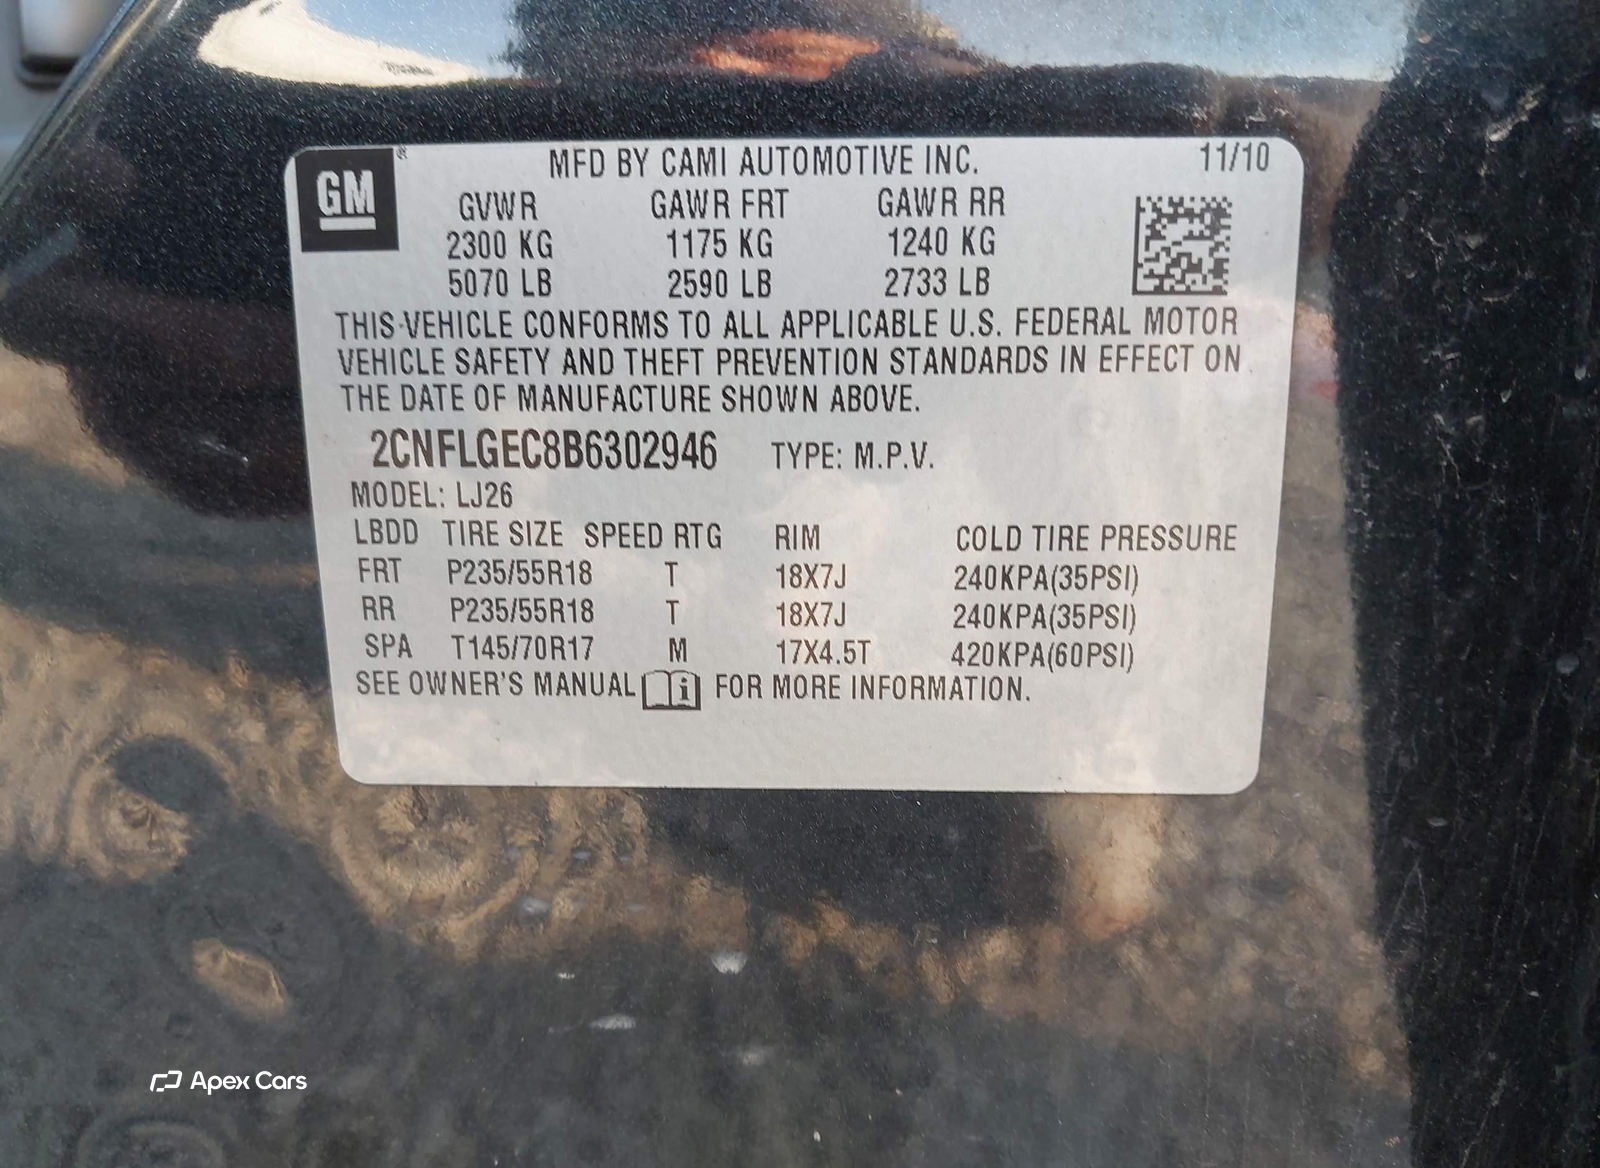 GM
®
MFD BY CAMI AUTOMOTIVE INC. 11/10
GVWR GAWR FRT GAWR RR
2300 KG 1175 KG 1240 KG
5070 LB 2590 LB 2733 LB
THIS VEHICLE CONFORMS TO ALL APPLICABLE U.S. FEDERAL MOTOR
VEHICLE SAFETY AND THEFT PREVENTION STANDARDS IN EFFECT ON
THE DATE OF MANUFACTURE SHOWN ABOVE.
2CNFLGEC8B6302946 TYPE: M.P.V.
MODEL: LJ26
LBDD TIRE SIZE SPEED RTG RIM COLD TIRE PRESSURE
FRT P235/55R18 T 18X7J 240KPA(35PSI)
RR P235/55R18 T 18X7J 240KPA(35PSI)
SPA T145/70R17 M 17X4.5T 420KPA(60PSI)
SEE OWNER'S MANUAL i FOR MORE INFORMATION.
Apex Cars